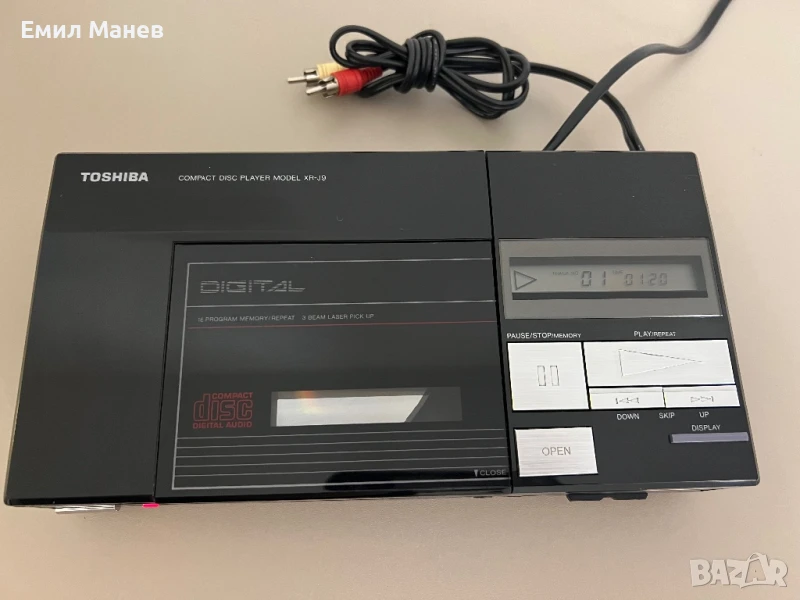 Емил Манев
TOSHIBA
COMPACT DISC PLAYER MODEL XR-J9
DIGITAL
16 PROGRAM MEMORY/REPEAT 3 BEAM LASER PICK UP
COMPACT
disc
DIGITAL AUDIO
▼CLOSE
01 0120
PAUSE/STOP/MEMORY
PLAY/REPEAT
DOWN SKIP UP
DISPLAY
OPEN
BAZAR